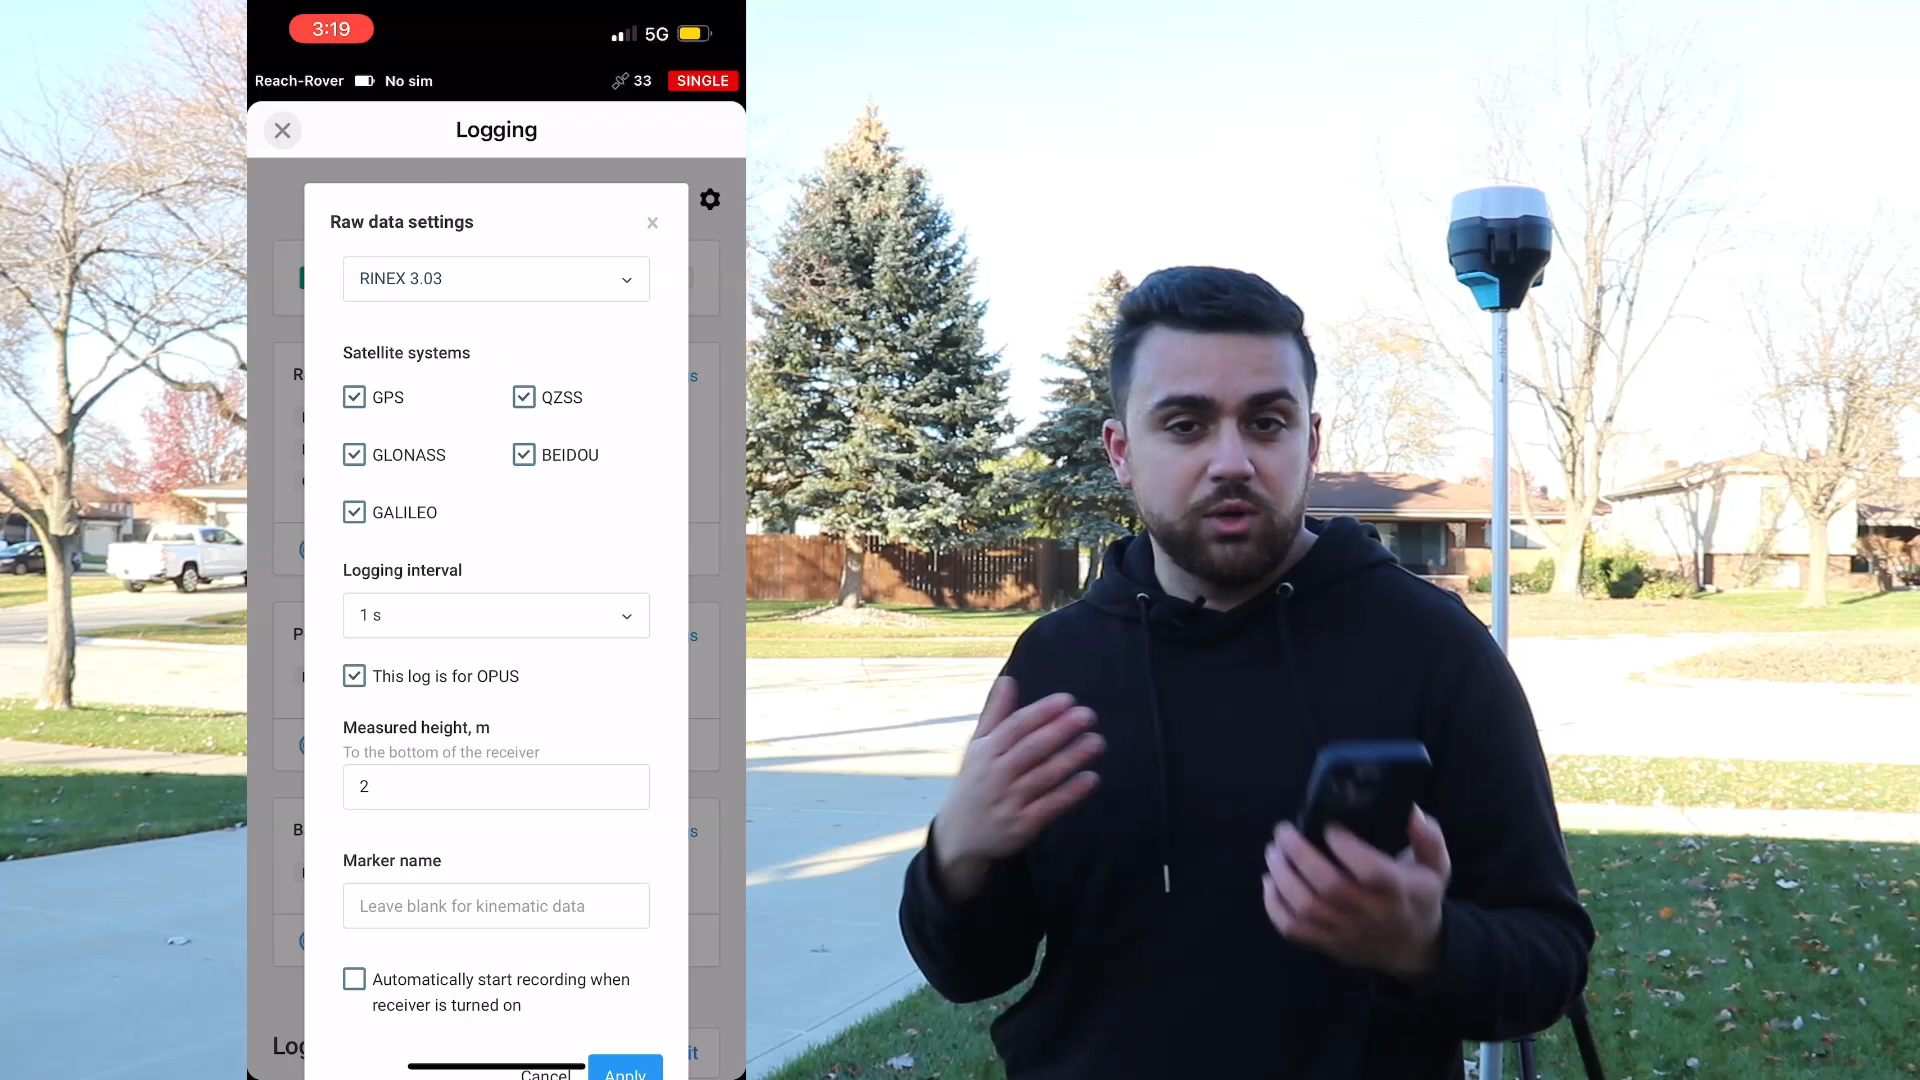 3:19
5G
Reach-Rover No sim 33 SINGLE
Logging
Raw data settings
RINEX 3.03
Satellite systems
GPS QZSS
GLONASS BEIDOU
GALILEO
Logging interval
1 s
This log is for OPUS
Measured height, m
To the bottom of the receiver
2
Marker name
Leave blank for kinematic data
Automatically start recording when
receiver is turned on
Cancel Apply